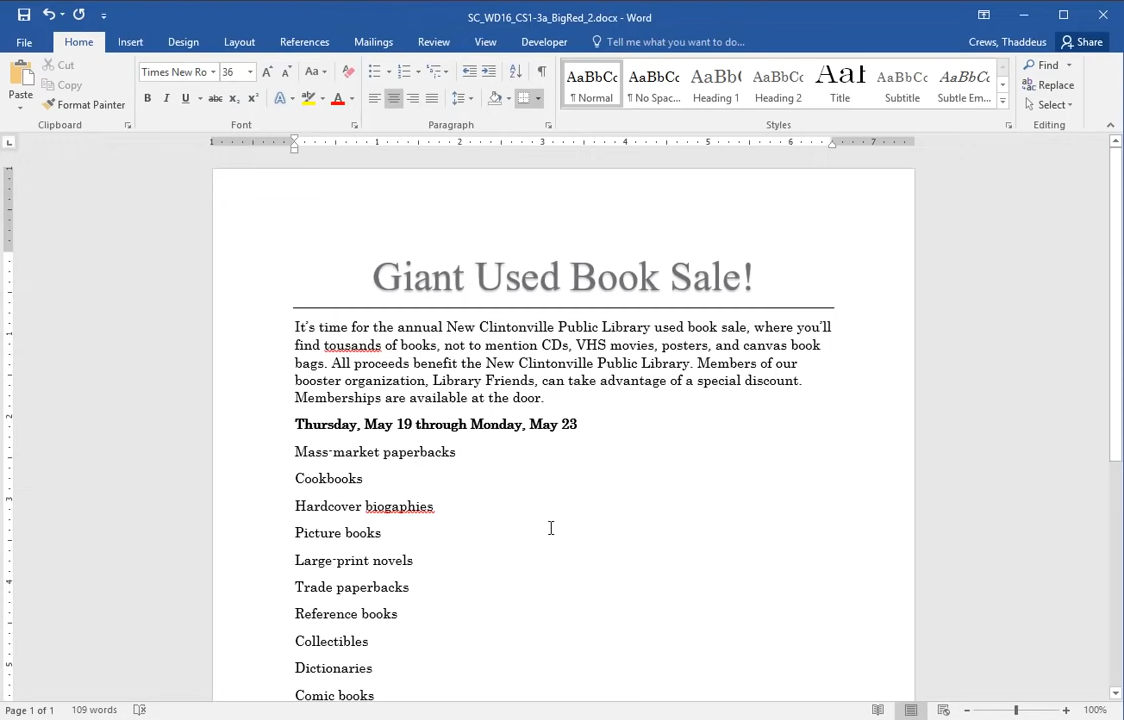 SC_WD16_CS1-3a_BigRed_2.docx - Word
File Home Insert Design Layout References Mailings Review View Developer Tell me what you want to do... Crews, Thaddeus Share
Paste
Cut
Copy
Format Painter
Clipboard
Times New Ro 36
Font
Paragraph
AaBbCc AaBbCc AaBbC AaBbCc AaBbCc AaBbCc
¶ Normal ¶ No Spac... Heading 1 Heading 2 Title Subtitle Subtle Em...
Styles
Find
Replace
Select
Editing
1 1 2 3 4 5 6 7
Giant Used Book Sale!
It's time for the annual New Clintonville Public Library used book sale, where you'll
find tousands of books, not to mention CDs, VHS movies, posters, and canvas book
bags. All proceeds benefit the New Clintonville Public Library. Members of our
booster organization, Library Friends, can take advantage of a special discount.
Memberships are available at the door.
Thursday, May 19 through Monday, May 23
Mass-market paperbacks
Cookbooks
Hardcover biogaphies
Picture books
Large-print novels
Trade paperbacks
Reference books
Collectibles
Dictionaries
Comic books
Page 1 of 1 109 words 100%